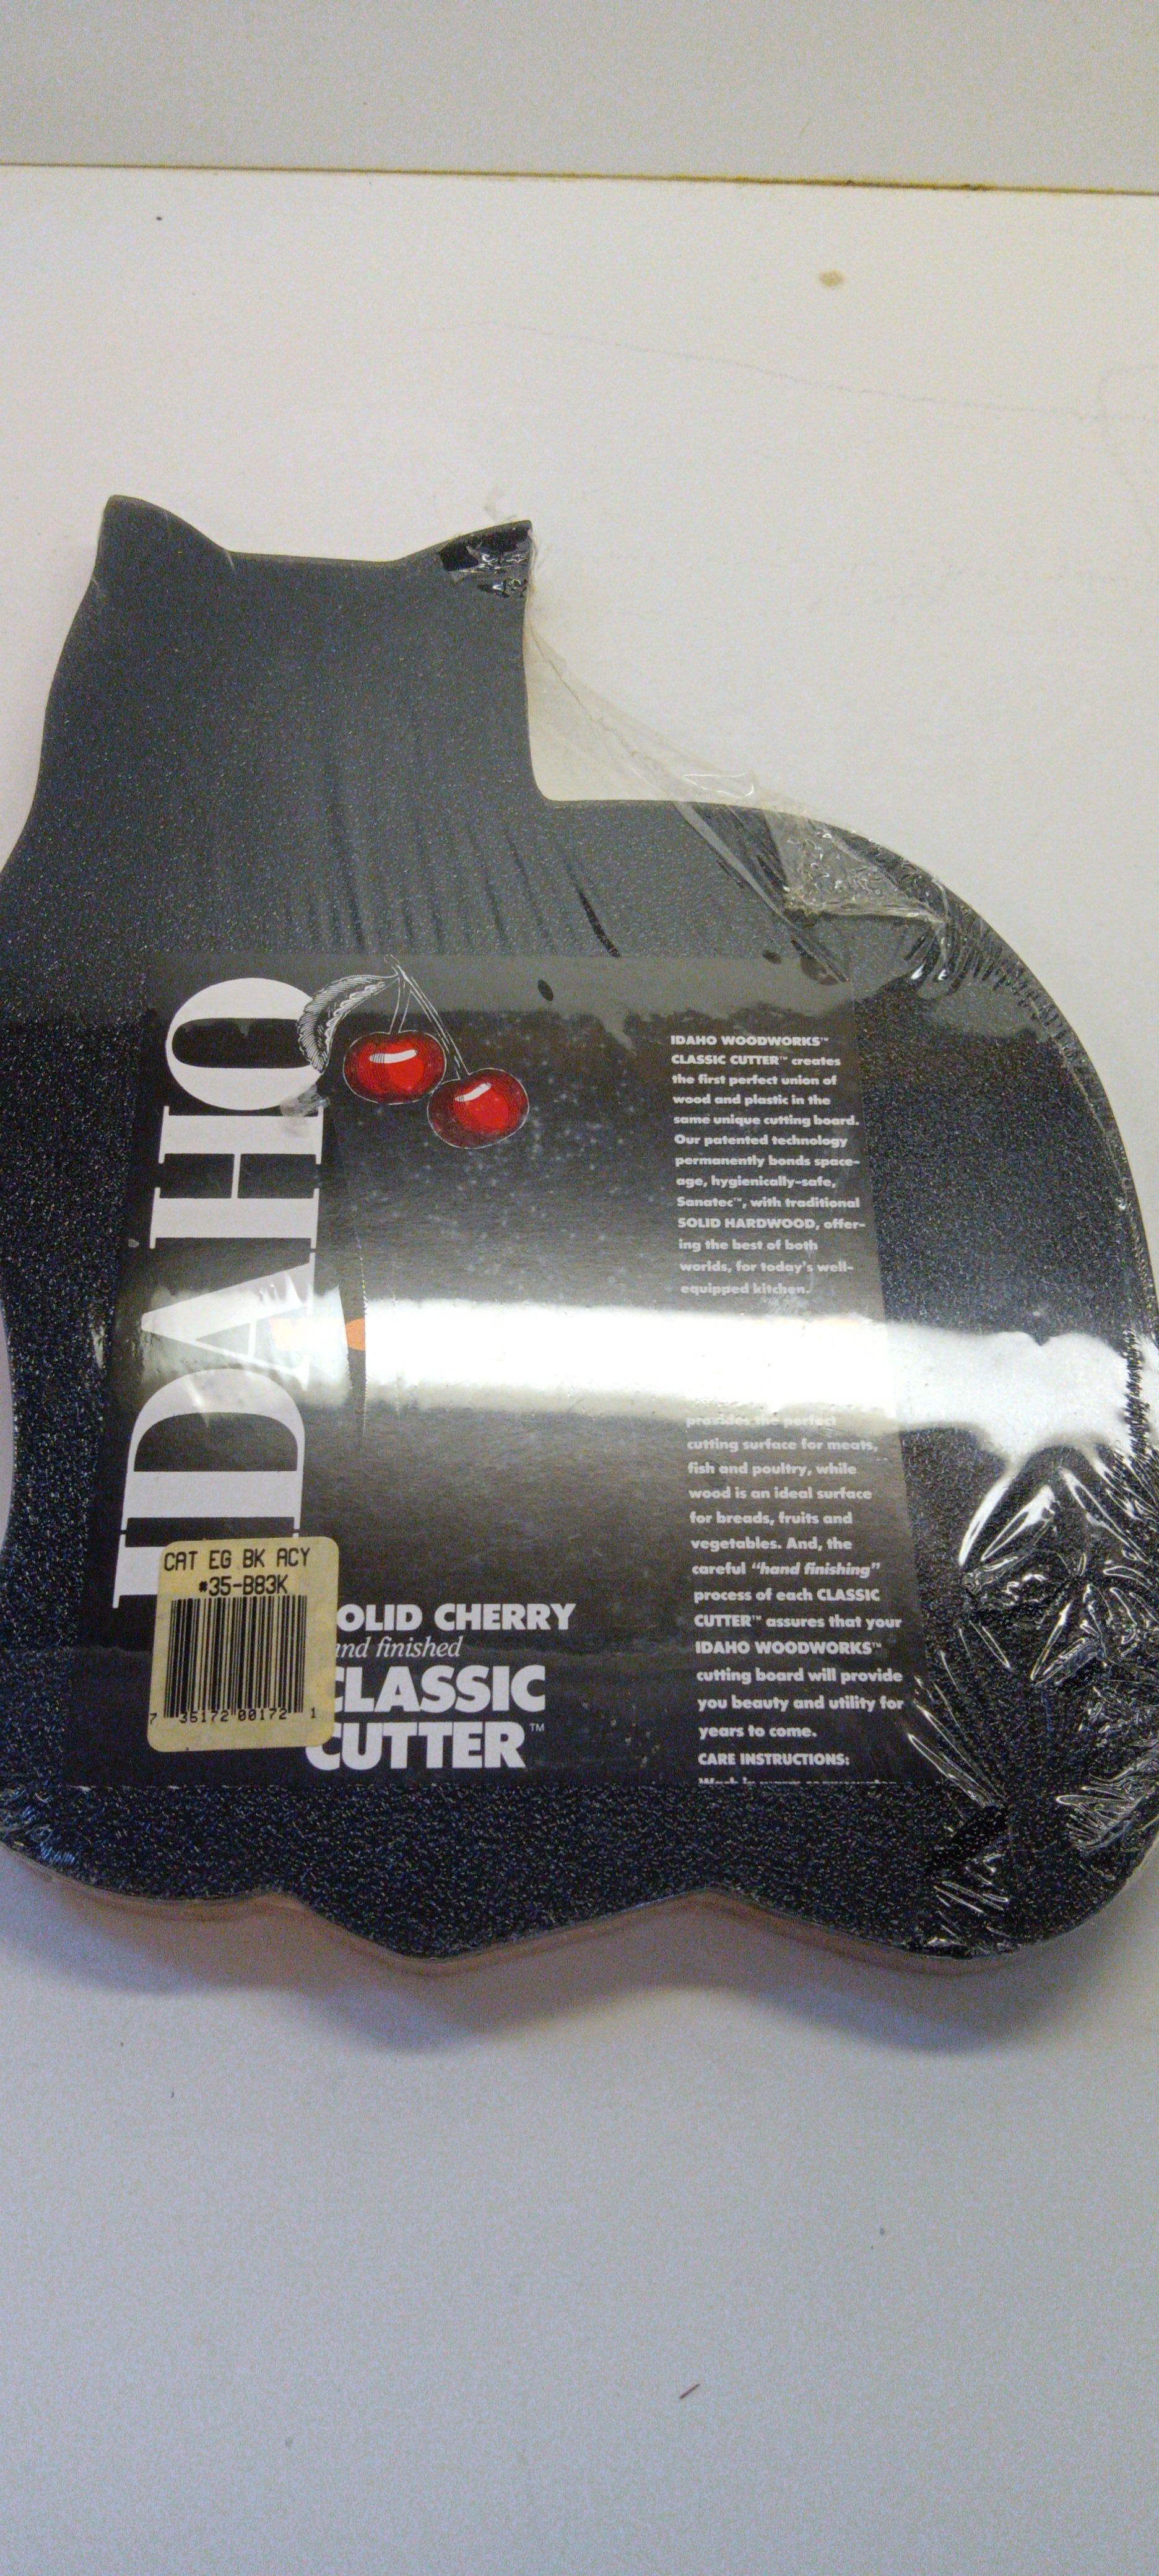 IDAHO
CAT EG BK ACY
#35-B83K
7 35172 00172 1
OLID CHERRY
nd finished
CLASSIC
CUTTER™
IDAHO WOODWORKS™
CLASSIC CUTTER™ creates
the first perfect union of
wood and plastic in the
same unique cutting board.
Our patented technology
permanently bonds space-
age, hygienically-safe,
Sanatec™, with traditional
SOLID HARDWOOD, offer-
ing the best of both
worlds, for today's well-
equipped kitchen.
provides the perfect
cutting surface for meats,
fish and poultry, while
wood is an ideal surface
for breads, fruits and
vegetables. And, the
careful "hand finishing"
process of each CLASSIC
CUTTER™ assures that your
IDAHO WOODWORKS™
cutting board will provide
you beauty and utility for
years to come.
CARE INSTRUCTIONS: